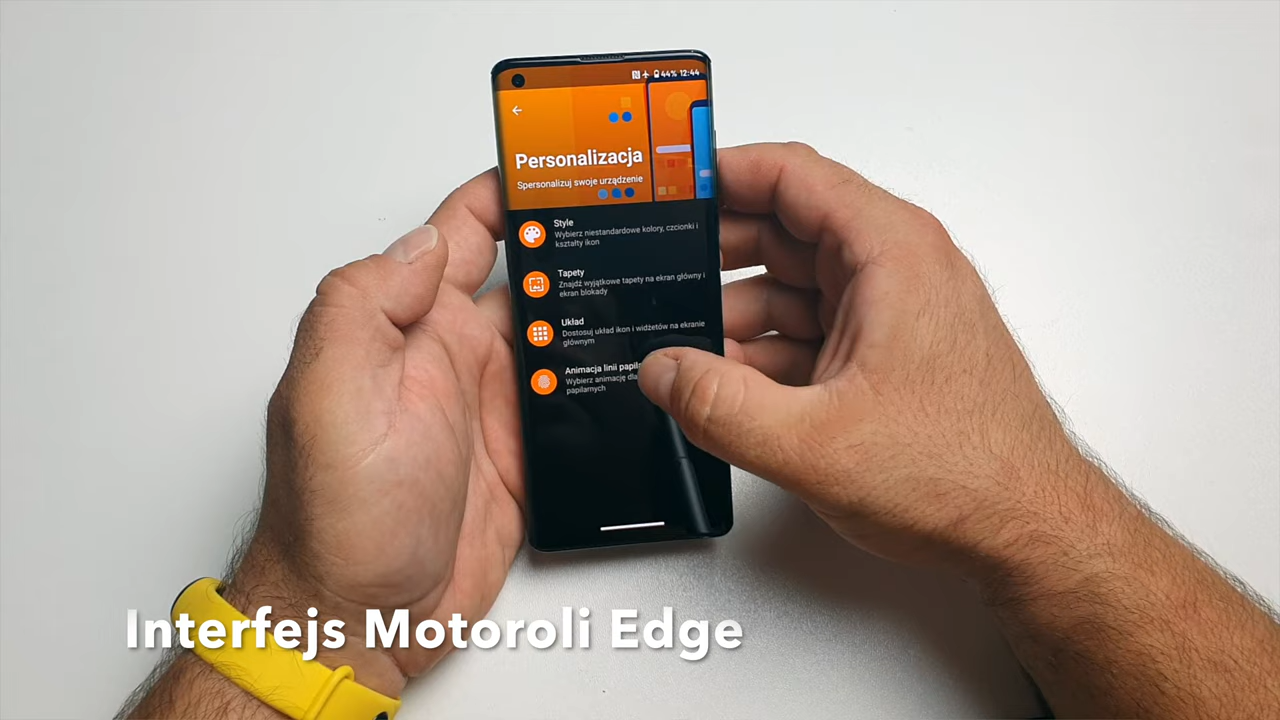 44% 12:44
Personalizacja
Spersonalizuj swoje urządzenie
Style
Wybierz niestandardowe kolory, czcionki i
kształty ikon
Tapety
Znajdź wyjątkowe tapety na ekran główny i
ekran blokady
Układ
Dostosuj układ ikon i widżetów na ekranie
głównym
Animacja linii
Wybierz animację
papilarnych
Interfejs Motoroli Edge